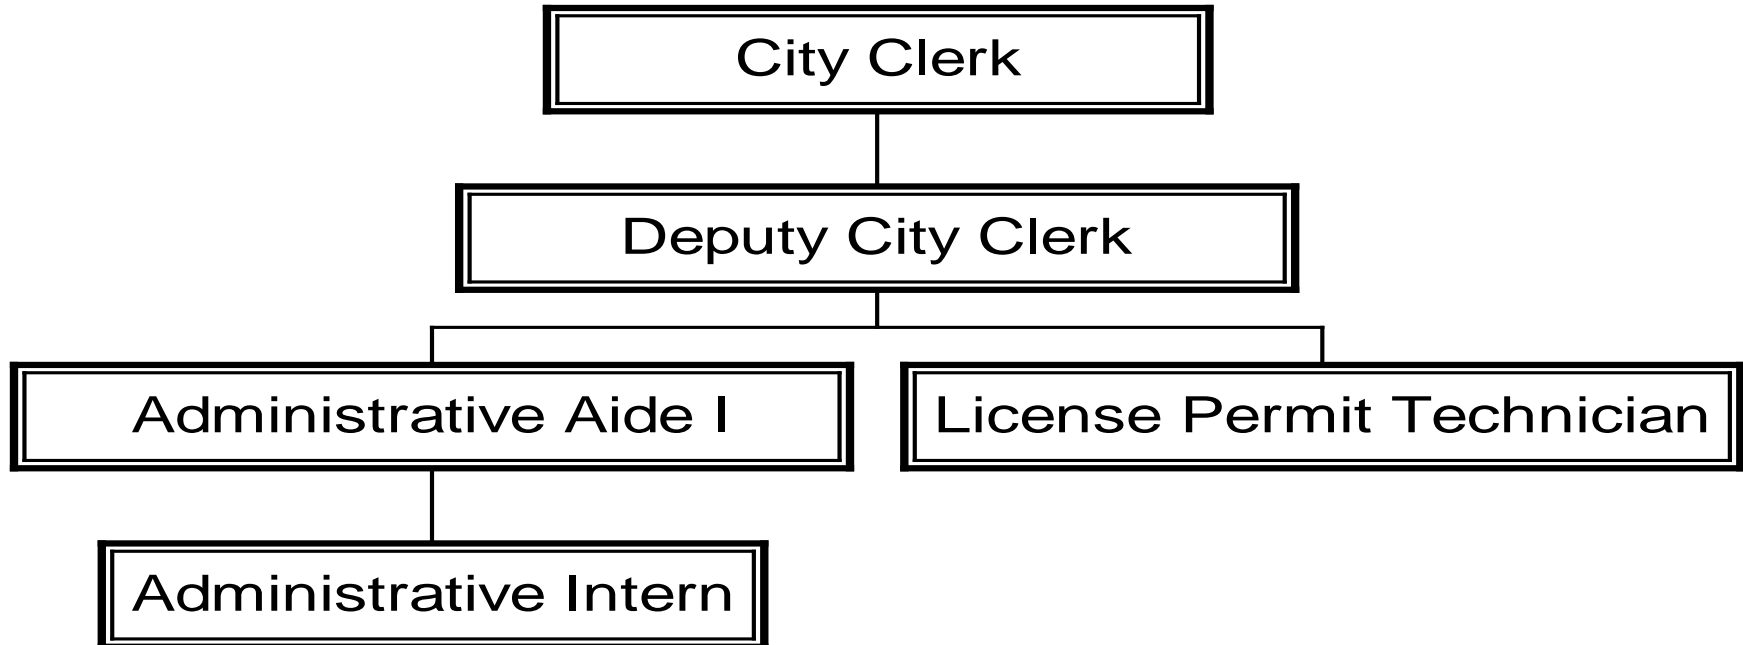 City Clerk
Deputy City Clerk
Administrative Aide I
License Permit Technician
Administrative Intern